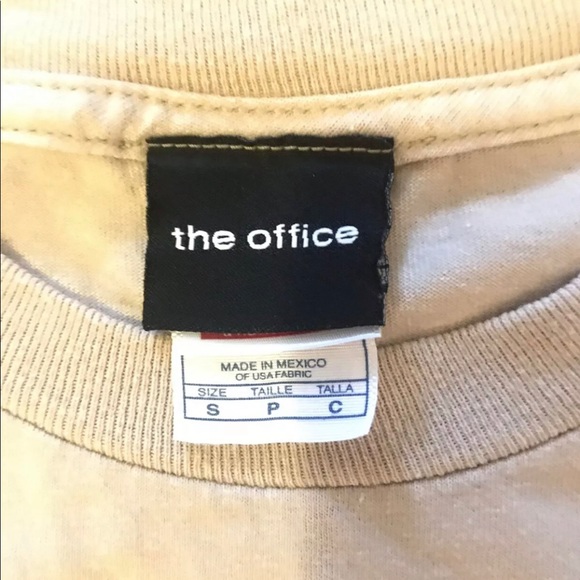 the office
MADE IN MEXICO
OF USA FABRIC
SIZE TAILLE TALLA
S P C